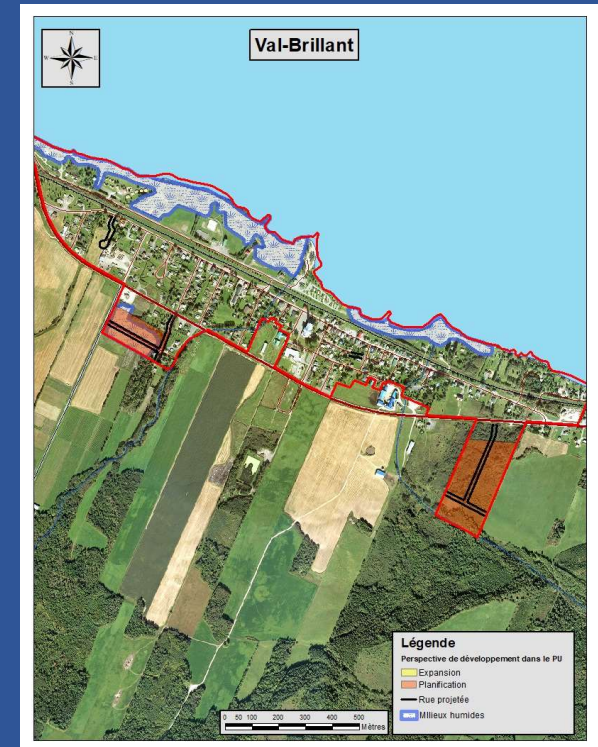 Val-Brillant
N
W
E
S
Légende
Perspective de développement dans le PU
Expansion
Planification
Rue projetée
Milieux humides
0 50 100 200 300 400 500
Mètres